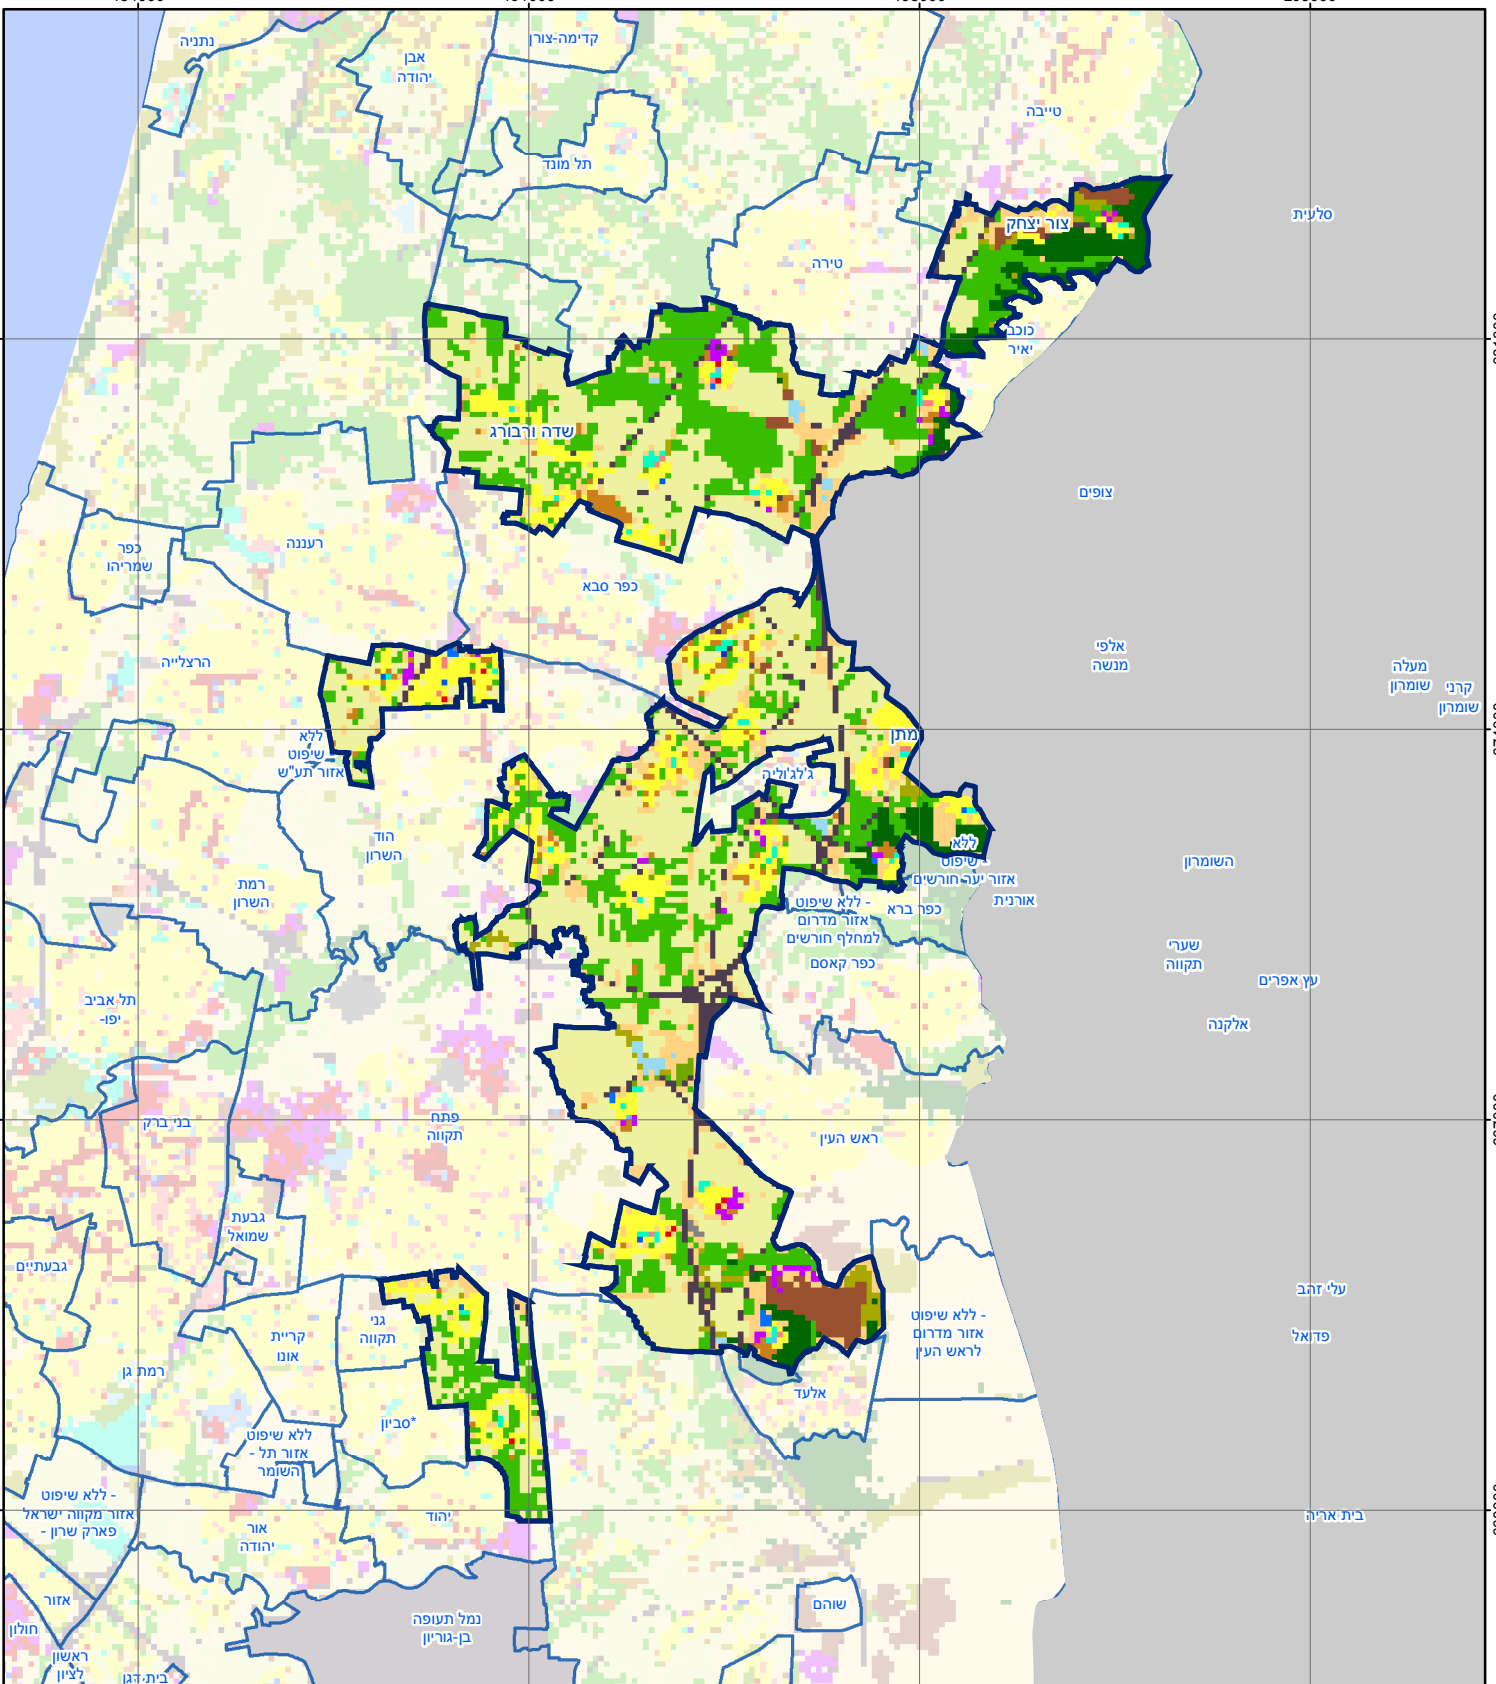 נתניה
אבן
יהודה
קדימה-צורן
טייבה
תל מונד
סלעית
צור יצחק
טירה
כוכב
יאיר
שדה ורבורג
צופים
רעננה
כפר
שמריהו
כפר סבא
אלפי
מנשה
מעלה
שומרון
קרני
שומרון
הרצלייה
ללא
שיפוט
אזור תע"ש
מתן
ג'לג'וליה
הוד
השרון
ללא
- שיפוט
אזור יער חורשים
השומרון
רמת
השרון
- ללא שיפוט
אזור מדרום
למחלף חורשים
כפר ברא
אורנית
שערי
תקווה
כפר קאסם
עץ אפרים
תל אביב
-יפו
אלקנה
בני ברק
פתח
תקווה
ראש העין
גבעת
שמואל
גבעתיים
עלי זהב
- ללא שיפוט
אזור מדרום
לראש העין
פדואל
גני
תקווה
קריית
אונו
רמת גן
אלעד
סביון*
ללא שיפוט
- אזור תל
השומר
- ללא שיפוט
אזור מקווה ישראל
- פארק שרון
יהוד
אור
יהודה
בית אריה
אזור
שוהם
חולון
נמל תעופה
בן-גוריון
ראשון
לציון
בית דגן